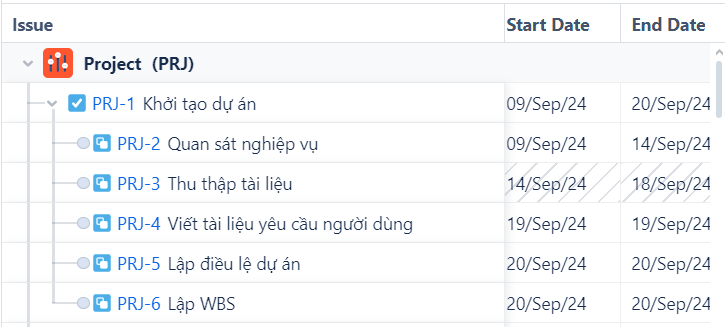 Issue Start Date End Date
Project (PRJ)
PRJ-1 Khởi tạo dự án 09/Sep/24 20/Sep/24
PRJ-2 Quan sát nghiệp vụ 09/Sep/24 14/Sep/24
PRJ-3 Thu thập tài liệu 14/Sep/24 18/Sep/24
PRJ-4 Viết tài liệu yêu cầu người dùng 19/Sep/24 19/Sep/24
PRJ-5 Lập điều lệ dự án 20/Sep/24 20/Sep/24
PRJ-6 Lập WBS 20/Sep/24 20/Sep/24